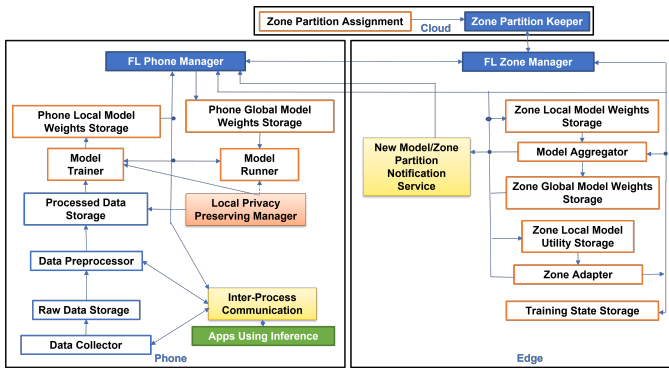 Zone Partition Assignment
Zone Partition Keeper
Cloud
FL Phone Manager
FL Zone Manager
Phone Local Model
Weights Storage
Phone Global Model
Weights Storage
Model
Trainer
Model
Runner
Processed Data
Storage
Local Privacy
Preserving Manager
Data Preprocessor
Raw Data Storage
Inter-Process
Communication
Data Collector
Apps Using Inference
Phone
New Model/Zone
Partition
Notification
Service
Zone Local Model Weights
Storage
Model Aggregator
Zone Global Model Weights
Storage
Zone Local Model
Utility Storage
Zone Adapter
Training State Storage
Edge